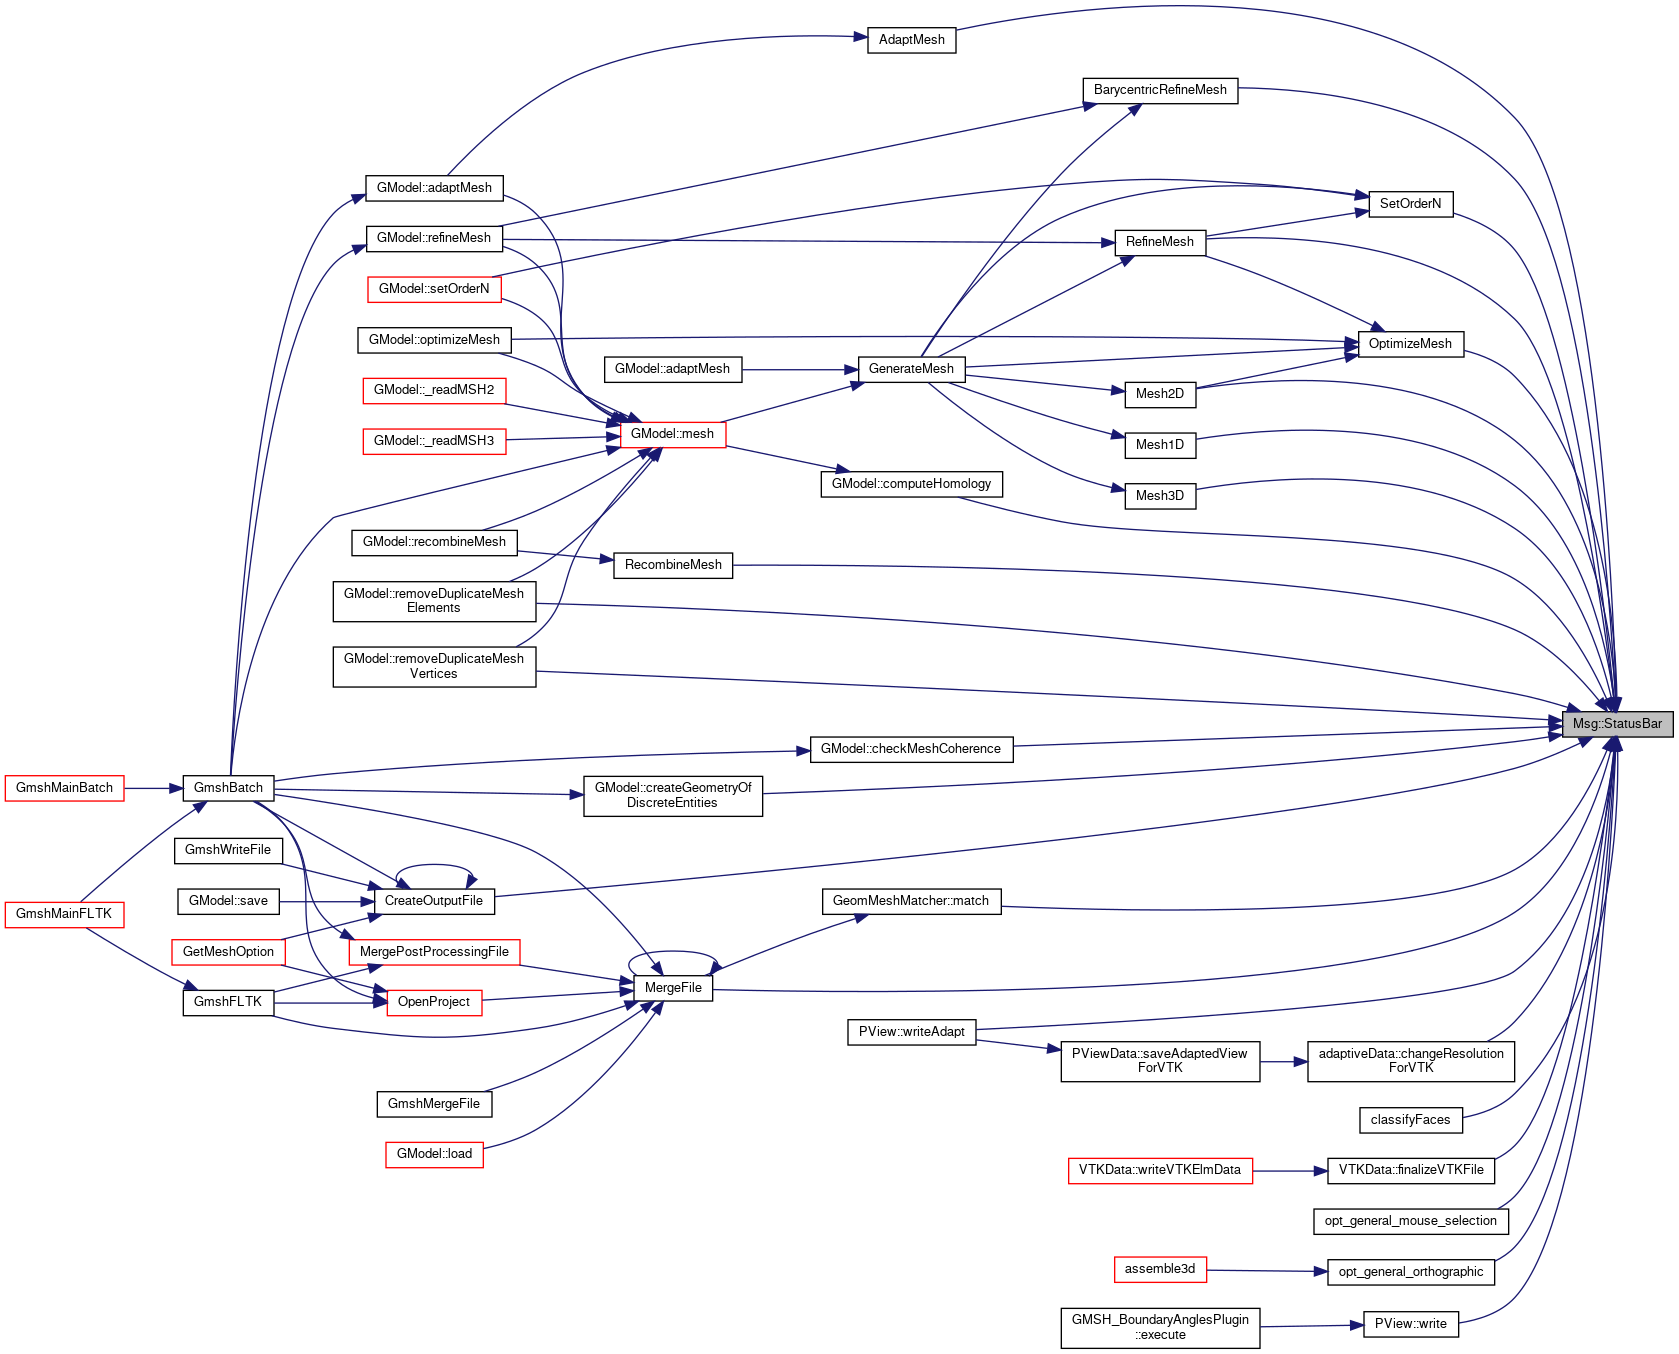 AdaptMesh
BarycentricRefineMesh
GModel::adaptMesh
SetOrderN
GModel::refineMesh
RefineMesh
GModel::setOrderN
GModel::optimizeMesh
OptimizeMesh
GModel::adaptMesh
GenerateMesh
GModel::_readMSH2
Mesh2D
GModel::mesh
GModel::_readMSH3
Mesh1D
GModel::computeHomology
Mesh3D
GModel::recombineMesh
RecombineMesh
GModel::removeDuplicateMesh
Elements
GModel::removeDuplicateMesh
Vertices
Msg::StatusBar
GModel::checkMeshCoherence
GmshMainBatch
GmshBatch
GModel::createGeometryOf
DiscreteEntities
GmshWriteFile
GModel::save
CreateOutputFile
GeomMeshMatcher::match
GmshMainFLTK
GetMeshOption
MergePostProcessingFile
MergeFile
GmshFLTK
OpenProject
PView::writeAdapt
PViewData::saveAdaptedView
ForVTK
adaptiveData::changeResolution
ForVTK
GmshMergeFile
classifyFaces
GModel::load
VTKData::writeVTKElmData
VTKData::finalizeVTKFile
opt_general_mouse_selection
assemble3d
opt_general_orthographic
GMSH_BoundaryAnglesPlugin
::execute
PView::write